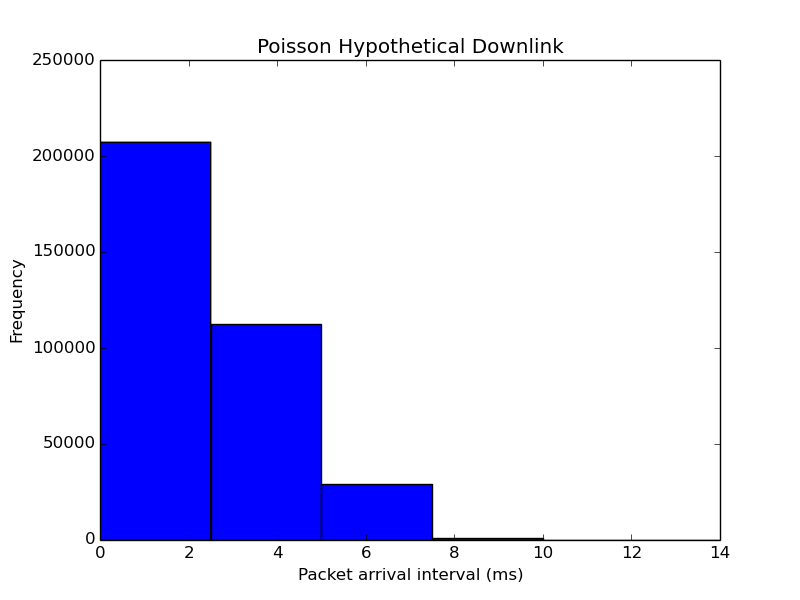 Poisson Hypothetical Downlink
250000
200000
150000
100000
50000
0
Frequency
0 2 4 6 8 10 12 14
Packet arrival interval (ms)